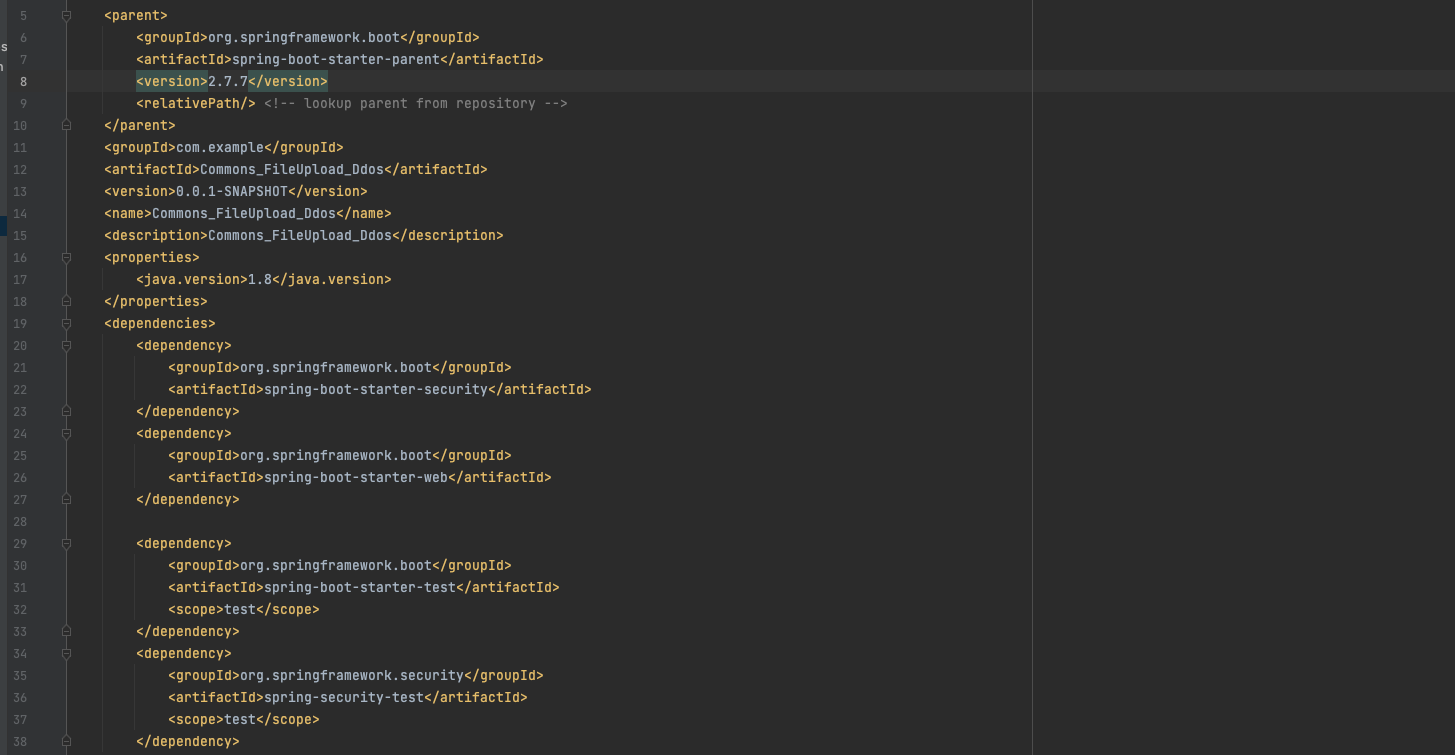 s
n
5 <parent>
6 <groupId>org.springframework.boot</groupId>
7 <artifactId>spring-boot-starter-parent</artifactId>
8 <version>2.7.7</version>
9 <relativePath/> <!-- lookup parent from repository -->
10 </parent>
11 <groupId>com.example</groupId>
12 <artifactId>Commons_FileUpload_Ddos</artifactId>
13 <version>0.0.1-SNAPSHOT</version>
14 <name>Commons_FileUpload_Ddos</name>
15 <description>Commons_FileUpload_Ddos</description>
16 <properties>
17 <java.version>1.8</java.version>
18 </properties>
19 <dependencies>
20 <dependency>
21 <groupId>org.springframework.boot</groupId>
22 <artifactId>spring-boot-starter-security</artifactId>
23 </dependency>
24 <dependency>
25 <groupId>org.springframework.boot</groupId>
26 <artifactId>spring-boot-starter-web</artifactId>
27 </dependency>
28
29 <dependency>
30 <groupId>org.springframework.boot</groupId>
31 <artifactId>spring-boot-starter-test</artifactId>
32 <scope>test</scope>
33 </dependency>
34 <dependency>
35 <groupId>org.springframework.security</groupId>
36 <artifactId>spring-security-test</artifactId>
37 <scope>test</scope>
38 </dependency>